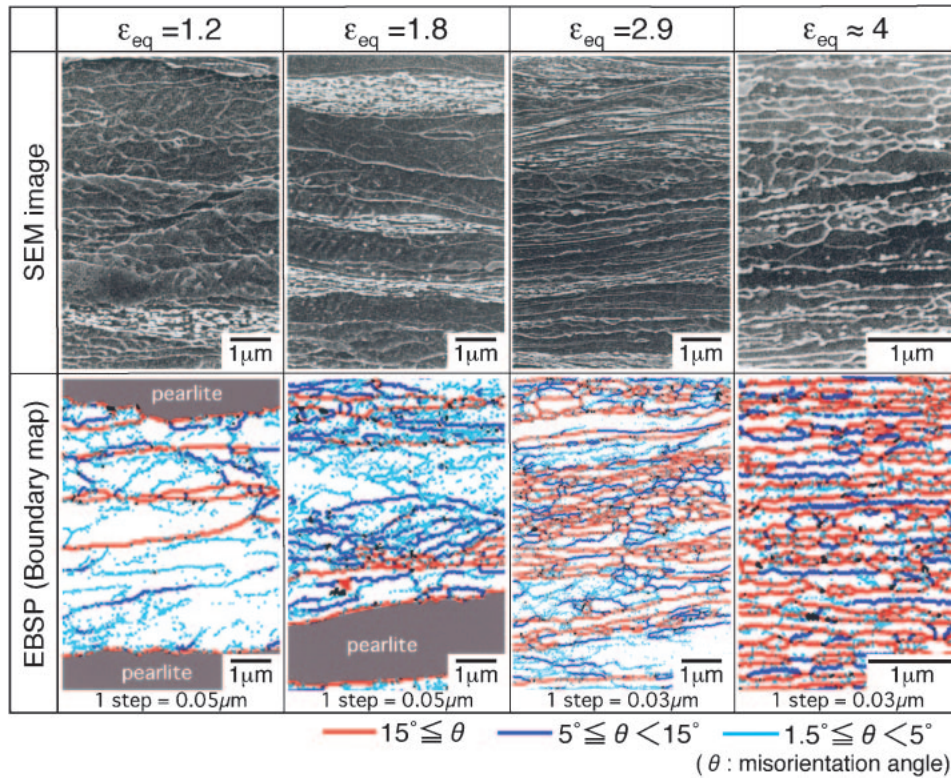 ε_eq =1.2 ε_eq =1.8 ε_eq =2.9 ε_eq ≈ 4
SEM image
1μm 1μm 1μm 1μm
EBSP (Boundary map)
pearlite
pearlite
pearlite
1μm 1μm 1μm 1μm
1 step = 0.05μm 1 step = 0.05μm 1 step = 0.03μm 1 step = 0.03μm
15° ≦ θ 5° ≦ θ < 15° 1.5° ≦ θ < 5°
( θ : misorientation angle)